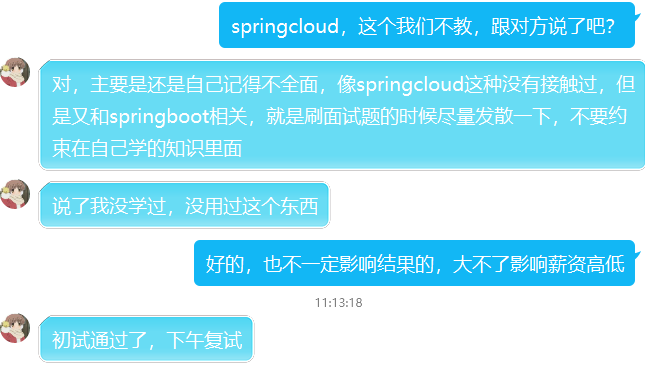 springcloud，这个我们不教，跟对方说了吧？
对，主要是还是自己记得不全面，像springcloud这种没有接触过，但
是又和springboot相关，就是刷面试题的时候尽量发散一下，不要约
束在自己学的知识里面
说了我没学过，没用过这个东西
好的，也不一定影响结果的，大不了影响薪资高低
11:13:18
初试通过了，下午复试